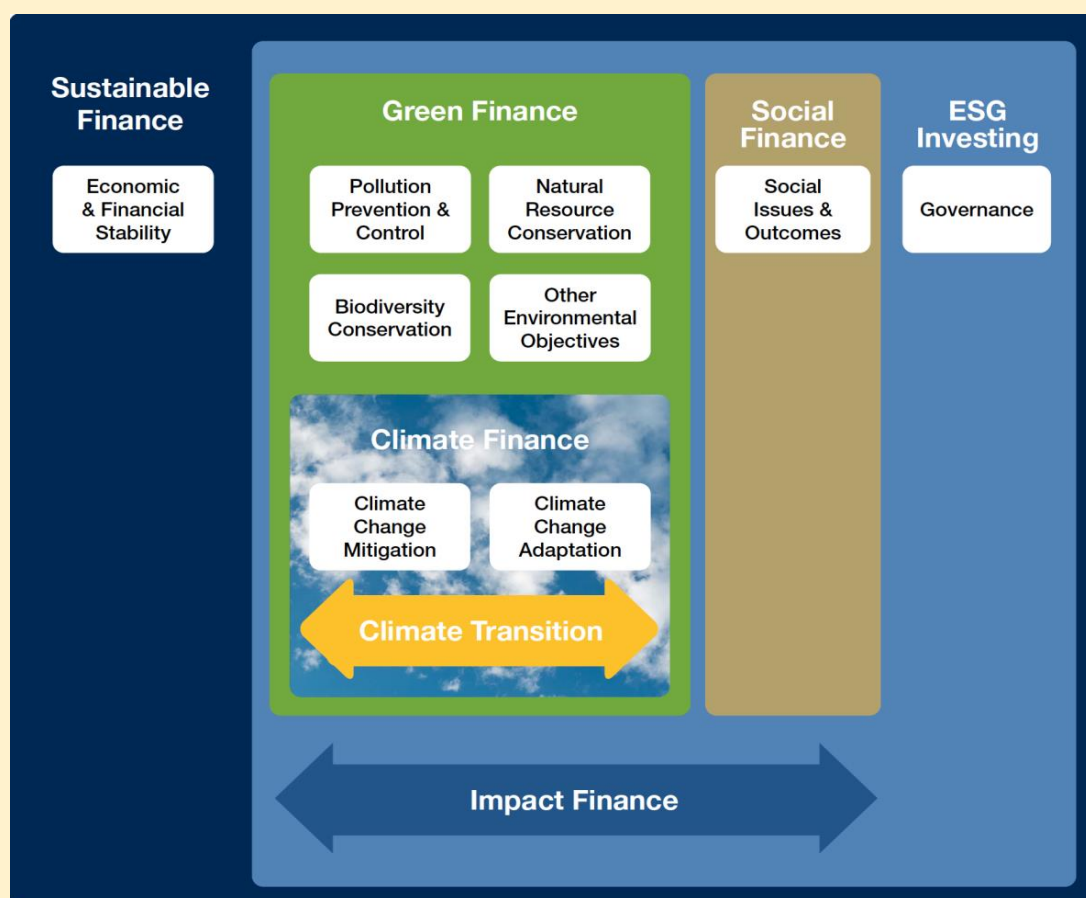 Sustainable
Finance
Economic
& Financial
Stability
Green Finance
Pollution
Prevention &
Control
Natural
Resource
Conservation
Biodiversity
Conservation
Other
Environmental
Objectives
Climate Finance
Climate
Change
Mitigation
Climate
Change
Adaptation
Climate Transition
Social
Finance
Social
Issues &
Outcomes
ESG
Investing
Governance
Impact Finance